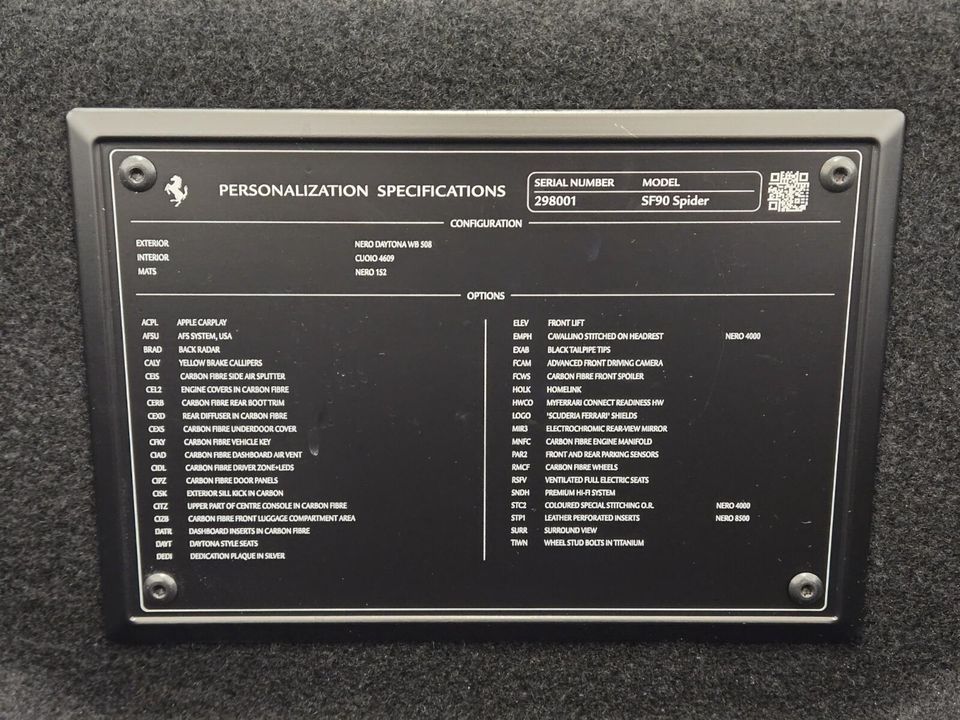 PERSONALIZATION SPECIFICATIONS
SERIAL NUMBER MODEL
298001 SF90 Spider
CONFIGURATION
EXTERIOR NERO DAYTONA WB 508
INTERIOR CUOIO 4609
MATS NERO 152
OPTIONS
ACPL APPLE CARPLAY
AFSU AFS SYSTEM, USA
BRAD BACK RADAR
CALY YELLOW BRAKE CALLIPERS
CEIS CARBON FIBRE SIDE AIR SPLITTER
CEL2 ENGINE COVERS IN CARBON FIBRE
CERB CARBON FIBRE REAR BOOT TRIM
CEXD REAR DIFFUSER IN CARBON FIBRE
CEXS CARBON FIBRE UNDERDOOR COVER
CFKY CARBON FIBRE VEHICLE KEY
CIAD CARBON FIBRE DASHBOARD AIR VENT
CIDL CARBON FIBRE DRIVER ZONE+LEDS
CIPZ CARBON FIBRE DOOR PANELS
CISK EXTERIOR SILL KICK IN CARBON
CITZ UPPER PART OF CENTRE CONSOLE IN CARBON FIBRE
CIZB CARBON FIBRE FRONT LUGGAGE COMPARTMENT AREA
DATR DASHBOARD INSERTS IN CARBON FIBRE
DAYT DAYTONA STYLE SEATS
DEDI DEDICATION PLAQUE IN SILVER
ELEV FRONT LIFT
EMPH CAVALLINO STITCHED ON HEADREST NERO 4000
EXAB BLACK TAILPIPE TIPS
FCAM ADVANCED FRONT DRIVING CAMERA
FCWS CARBON FIBRE FRONT SPOILER
HOLK HOMELINK
HWCO MYFERRARI CONNECT READINESS HW
LOGO "SCUDERIA FERRARI" SHIELDS
MIR3 ELECTROCHROMIC REAR-VIEW MIRROR
MNFC CARBON FIBRE ENGINE MANIFOLD
PAR2 FRONT AND REAR PARKING SENSORS
RMCF CARBON FIBRE WHEELS
RSFV VENTILATED FULL ELECTRIC SEATS
SNDH PREMIUM HI-FI SYSTEM
STC2 COLOURED SPECIAL STITCHING O.R. NERO 4000
STP1 LEATHER PERFORATED INSERTS NERO 8500
SURR SURROUND VIEW
TIWN WHEEL STUD BOLTS IN TITANIUM